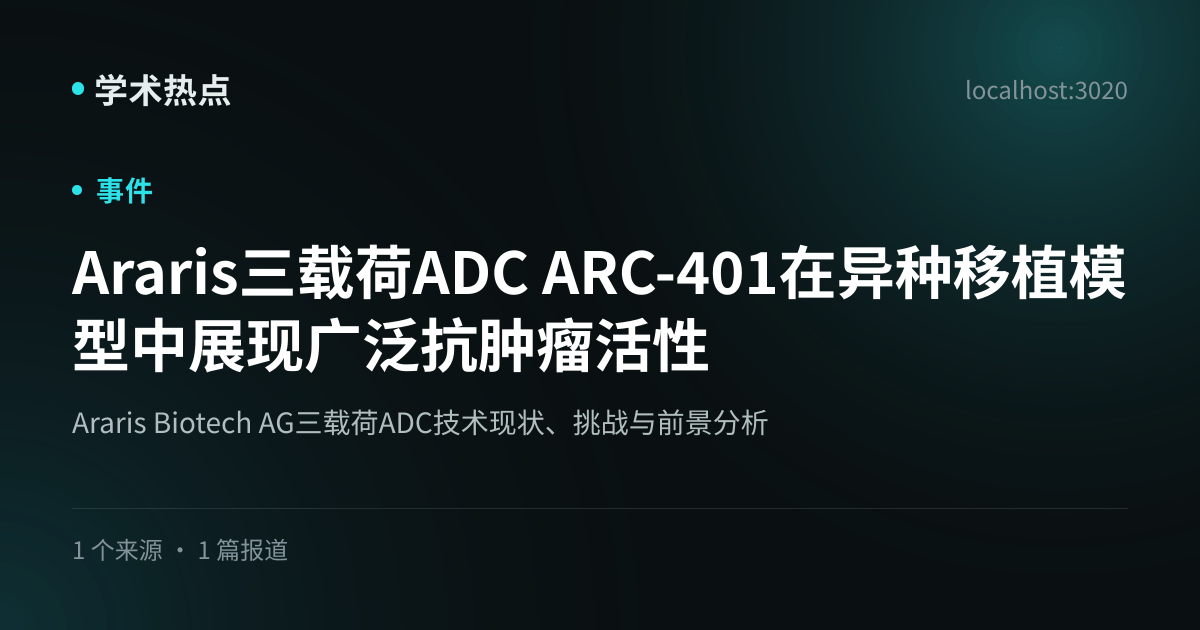 学术热点
localhost:3020
事件
Araris三载荷ADC ARC-401在异种移植模
型中展现广泛抗肿瘤活性
Araris Biotech AG三载荷ADC技术现状、挑战与前景分析
1 个来源 · 1 篇报道